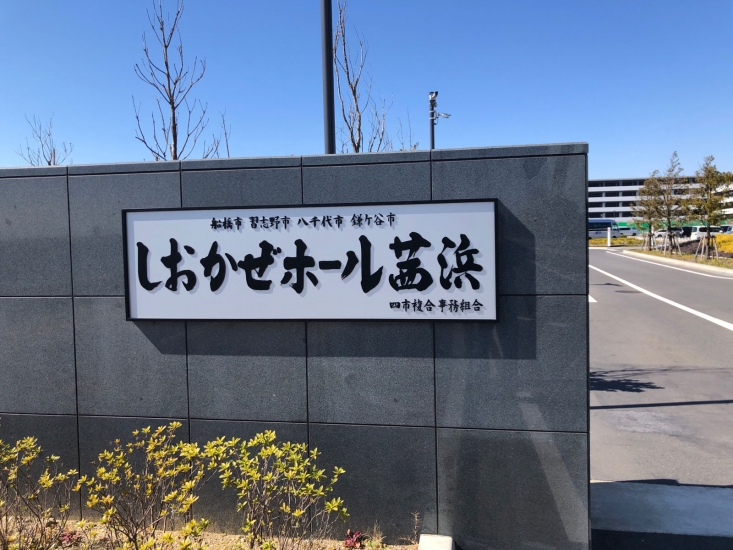 船橋市 習志野市 八千代市 鎌ケ谷市
しおかぜホール茜浜
四市複合事務組合